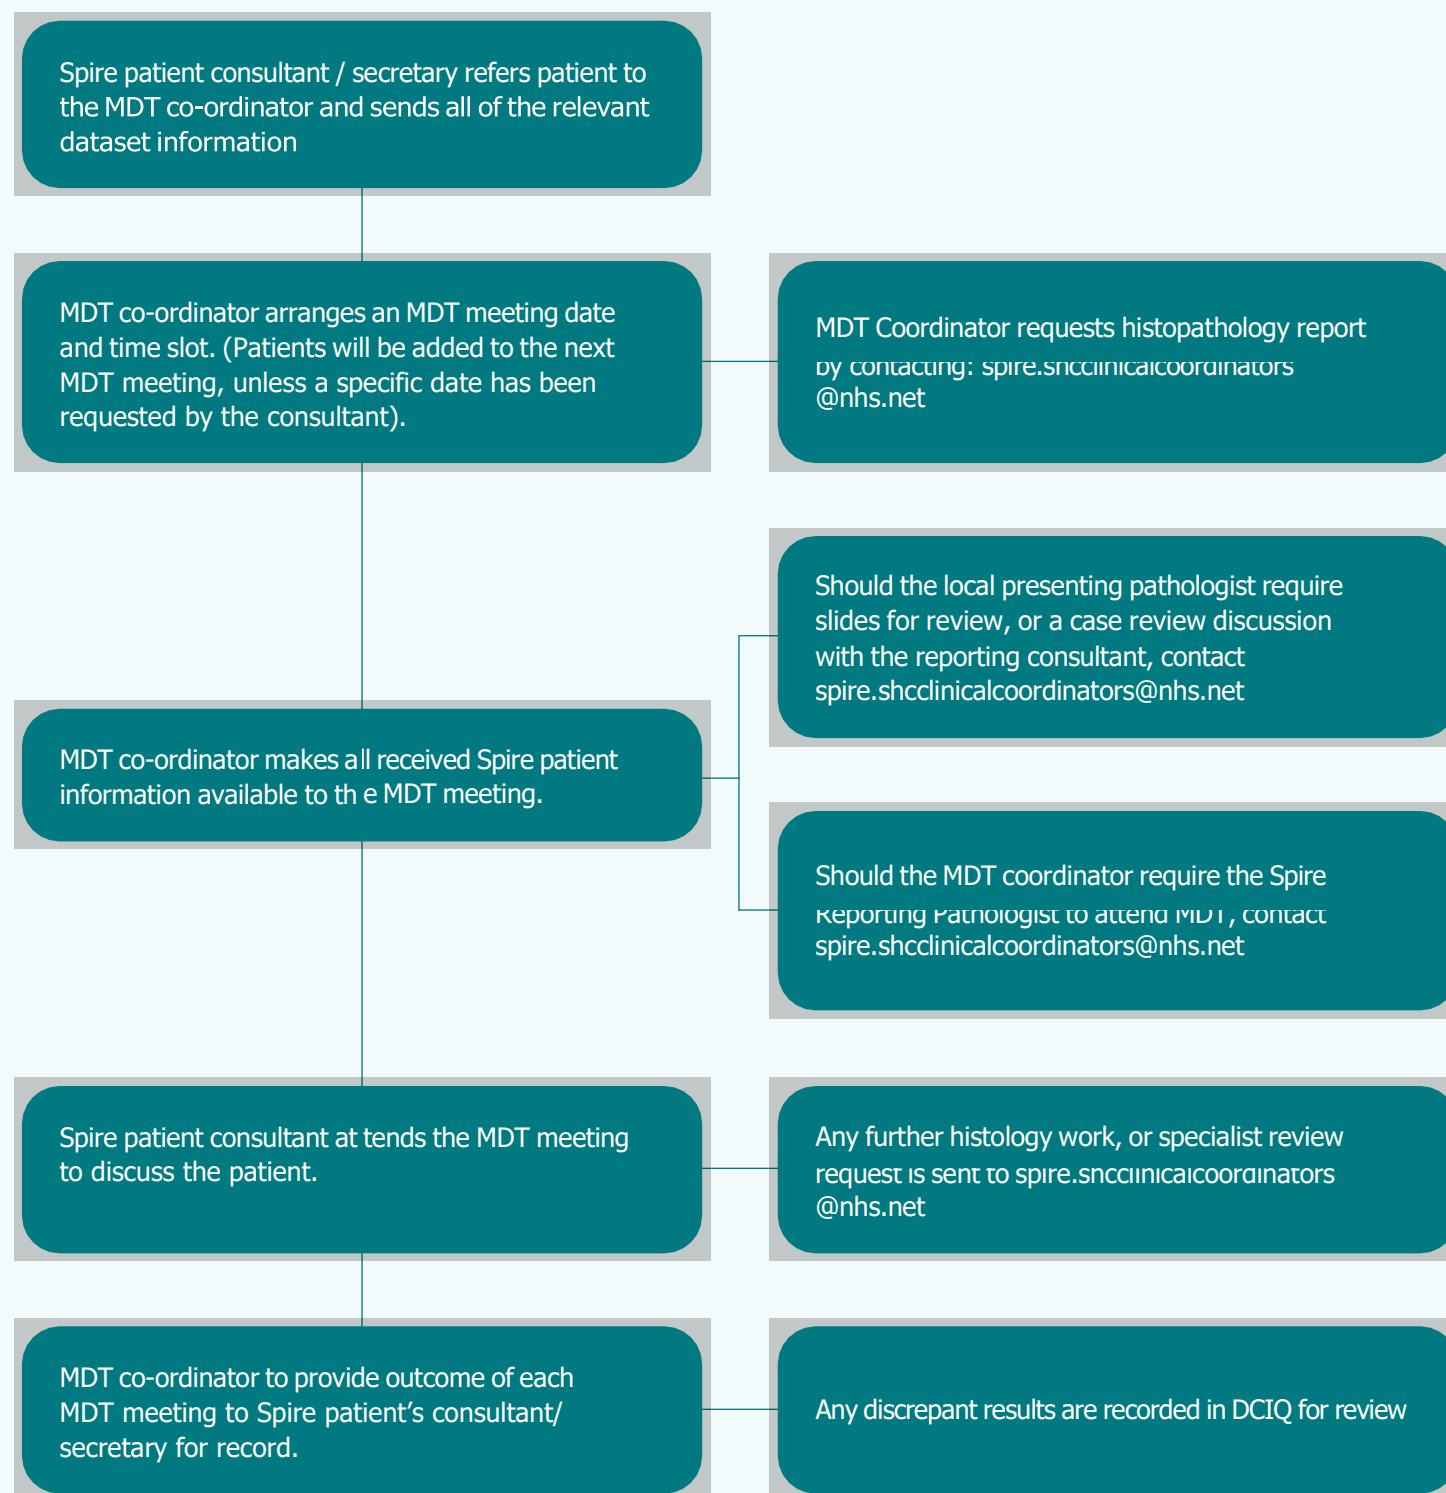 Spire patient consultant / secretary refers patient to
the MDT co-ordinator and sends all of the relevant
dataset information
MDT co-ordinator arranges an MDT meeting date
and time slot. (Patients will be added to the next
MDT meeting, unless a specific date has been
requested by the consultant).
MDT Coordinator requests histopathology report
by contacting: spire.shcclinicalcoordinators
@nhs.net
Should the local presenting pathologist require
slides for review, or a case review discussion
with the reporting consultant, contact
spire.shcclinicalcoordinators@nhs.net
MDT co-ordinator makes all received Spire patient
information available to the MDT meeting.
Should the MDT coordinator require the Spire
Reporting Pathologist to attend MDT, contact
spire.shcclinicalcoordinators@nhs.net
Spire patient consultant attends the MDT meeting
to discuss the patient.
Any further histology work, or specialist review
request is sent to spire.shcclinicalcoordinators
@nhs.net
MDT co-ordinator to provide outcome of each
MDT meeting to Spire patient’s consultant/
secretary for record.
Any discrepant results are recorded in DCIQ for review